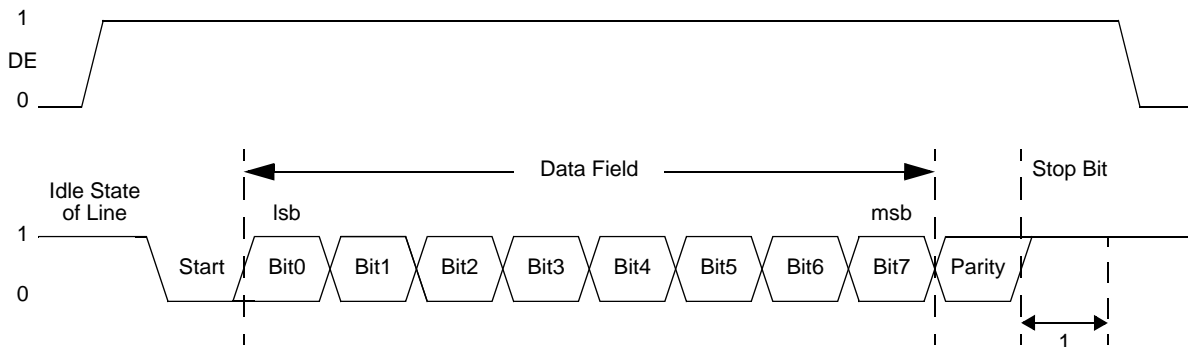 1
DE
0
Data Field
Stop Bit
Idle State
of Line
lsb
msb
1
Start
Bit0
Bit1
Bit2
Bit3
Bit4
Bit5
Bit6
Bit7
Parity
0
1